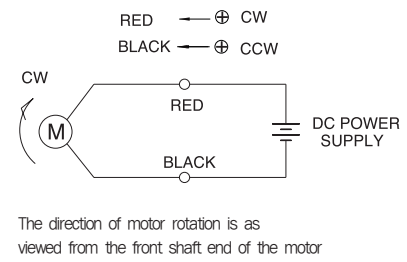 RED ⊕ CW
BLACK ⊕ CCW
CW
M
RED
BLACK
DC POWER
SUPPLY
The direction of motor rotation is as
viewed from the front shaft end of the motor